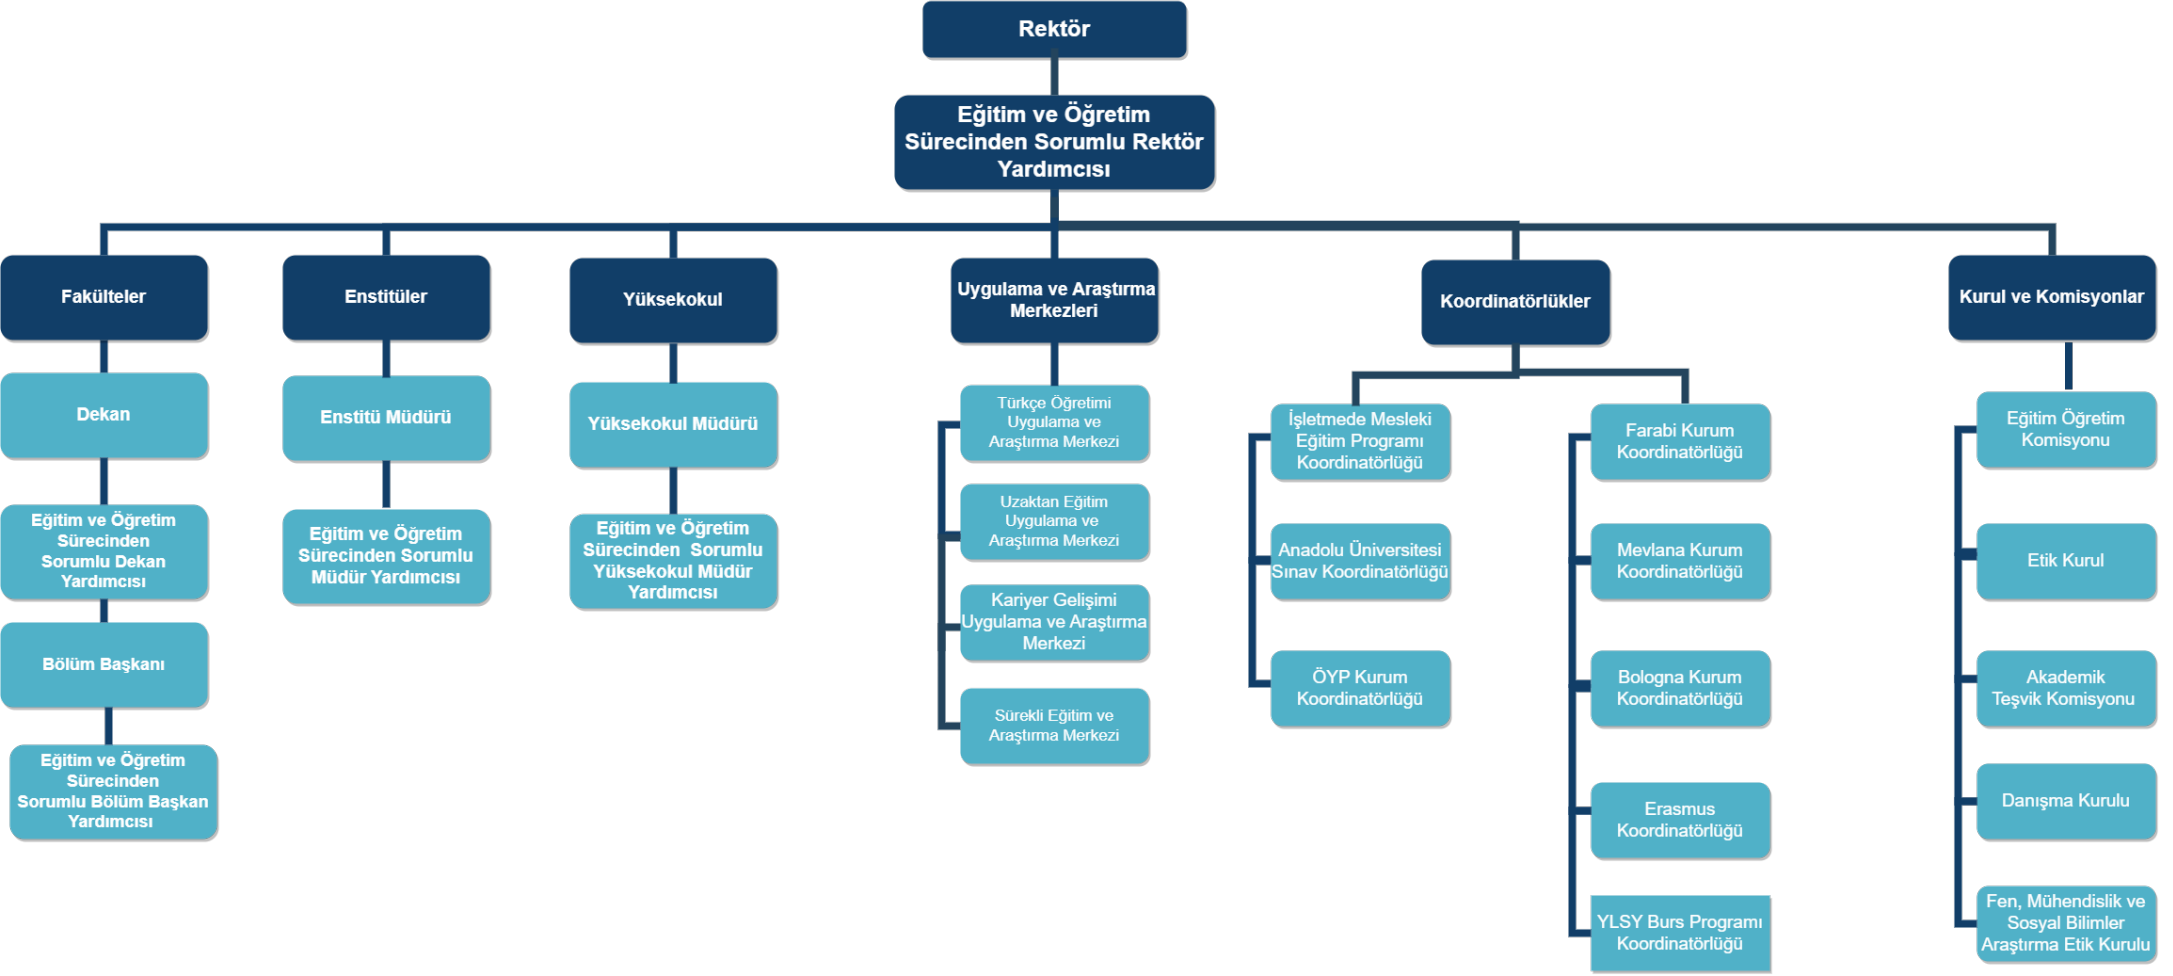 Rektör
Eğitim ve Öğretim
Sürecinden Sorumlu Rektör
Yardımcısı
Fakülteler
Enstitüler
Yüksekokul
Uygulama ve Araştırma
Merkezleri
Koordinatörlükler
Kurul ve Komisyonlar
Dekan
Eğitim ve Öğretim
Sürecinden
Sorumlu Dekan
Yardımcısı
Bölüm Başkanı
Eğitim ve Öğretim
Sürecinden
Sorumlu Bölüm Başkan
Yardımcısı
Enstitü Müdürü
Eğitim ve Öğretim
Sürecinden Sorumlu
Müdür Yardımcısı
Yüksekokul Müdürü
Eğitim ve Öğretim
Sürecinden Sorumlu
Yüksekokul Müdür
Yardımcısı
Türkçe Öğretimi
Uygulama ve
Araştırma Merkezi
Uzaktan Eğitim
Uygulama ve
Araştırma Merkezi
Kariyer Gelişimi
Uygulama ve Araştırma
Merkezi
Sürekli Eğitim ve
Araştırma Merkezi
İşletmede Mesleki
Eğitim Programı
Koordinatörlüğü
Anadolu Üniversitesi
Sınav Koordinatörlüğü
ÖYP Kurum
Koordinatörlüğü
Farabi Kurum
Koordinatörlüğü
Mevlana Kurum
Koordinatörlüğü
Bologna Kurum
Koordinatörlüğü
Erasmus
Koordinatörlüğü
YLSY Burs Programı
Koordinatörlüğü
Eğitim Öğretim
Komisyonu
Etik Kurul
Akademik
Teşvik Komisyonu
Danışma Kurulu
Fen, Mühendislik ve
Sosyal Bilimler
Araştırma Etik Kurulu